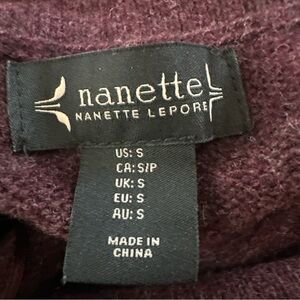 nanette
NANETTE LEPORE
US: S
CA: S/P
UK: S
EU: S
AU: S
MADE IN
CHINA